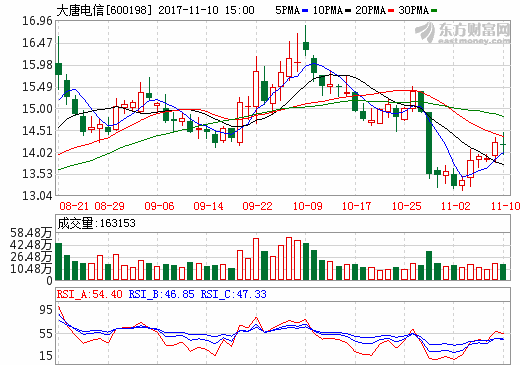 大唐电信[600198] 2017-11-10 15:00 5PMA 10PMA 20PMA 30PMA
东方财富网
eastmoney.com
16.96
16.47
15.98
15.49
15.00
14.51
14.02
13.53
13.04
08-21 08-29 09-06 09-14 09-22 10-09 10-17 10-25 11-02 11-10
成交量:163153
58.48万
42.48万
26.48万
10.48万
0
RSI_A:54.40 RSI_B:46.85 RSI_C:47.33
95
55
15